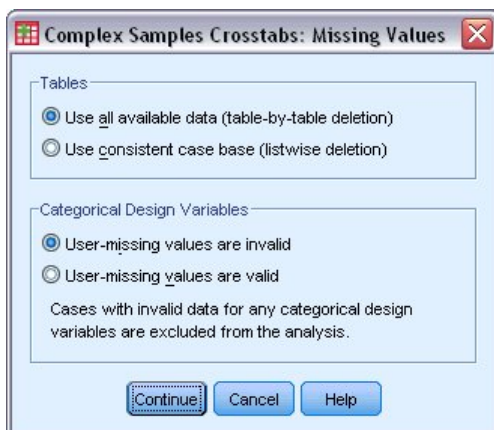 Complex Samples Crosstabs: Missing Values
Tables
Use all available data (table-by-table deletion)
Use consistent case base (listwise deletion)
Categorical Design Variables
User-missing values are invalid
User-missing values are valid
Cases with invalid data for any categorical design
variables are excluded from the analysis.
Continue Cancel Help